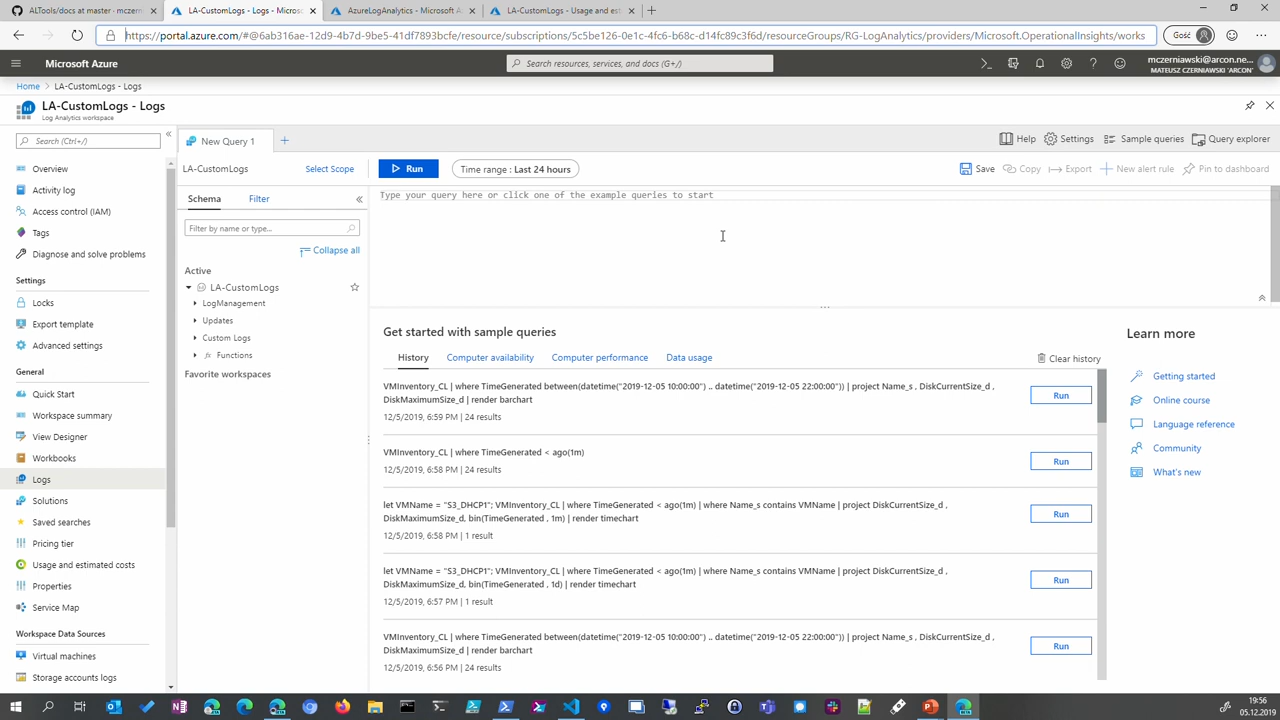 ALTools/docs at master · mczern
LA-CustomLogs - Logs - Micros
AzureLogAnalytics - Microsoft A
LA-CustomLogs - Usage and est
https://portal.azure.com/#@6ab316ae-12d9-4b7d-9be5-41df7893bcfe/resource/subscriptions/5c5be126-0e1c-4fc6-b68c-d14fc89c3f6d/resourceGroups/RG-LogAnalytics/providers/Microsoft.OperationalInsights/works
Gość
Microsoft Azure
Search resources, services, and docs (G+/)
mczerniawski@arcon.ne...
MATEUSZ CZERNIAWSKI 'ARCON'
Home > LA-CustomLogs - Logs
LA-CustomLogs - Logs
Log Analytics workspace
Search (Ctrl+/)
Overview
Activity log
Access control (IAM)
Tags
Diagnose and solve problems
Settings
Locks
Export template
Advanced settings
General
Quick Start
Workspace summary
View Designer
Workbooks
Logs
Solutions
Saved searches
Pricing tier
Usage and estimated costs
Properties
Service Map
Workspace Data Sources
Virtual machines
Storage accounts logs
New Query 1
Help
Settings
Sample queries
Query explorer
LA-CustomLogs
Select Scope
Run
Time range : Last 24 hours
Save
Copy
Export
New alert rule
Pin to dashboard
Schema
Filter
Filter by name or type...
Collapse all
Active
LA-CustomLogs
LogManagement
Updates
Custom Logs
fx Functions
Favorite workspaces
Type your query here or click one of the example queries to start
Get started with sample queries
History
Computer availability
Computer performance
Data usage
Clear history
VMInventory_CL | where TimeGenerated between(datetime("2019-12-05 10:00:00") .. datetime("2019-12-05 22:00:00")) | project Name_s , DiskCurrentSize_d ,
DiskMaximumSize_d | render barchart
12/5/2019, 6:59 PM | 24 results
Run
VMInventory_CL | where TimeGenerated < ago(1m)
12/5/2019, 6:58 PM | 24 results
Run
let VMName = "S3_DHCP1"; VMInventory_CL | where TimeGenerated < ago(1m) | where Name_s contains VMName | project DiskCurrentSize_d ,
DiskMaximumSize_d, bin(TimeGenerated , 1m) | render timechart
12/5/2019, 6:58 PM | 1 result
Run
let VMName = "S3_DHCP1"; VMInventory_CL | where TimeGenerated < ago(1m) | where Name_s contains VMName | project DiskCurrentSize_d ,
DiskMaximumSize_d, bin(TimeGenerated , 1d) | render timechart
12/5/2019, 6:57 PM | 1 result
Run
VMInventory_CL | where TimeGenerated between(datetime("2019-12-05 10:00:00") .. datetime("2019-12-05 22:00:00")) | project Name_s , DiskCurrentSize_d ,
DiskMaximumSize_d | render barchart
12/5/2019, 6:56 PM | 24 results
Run
Learn more
Getting started
Online course
Language reference
Community
What's new
19:56
05.12.2019